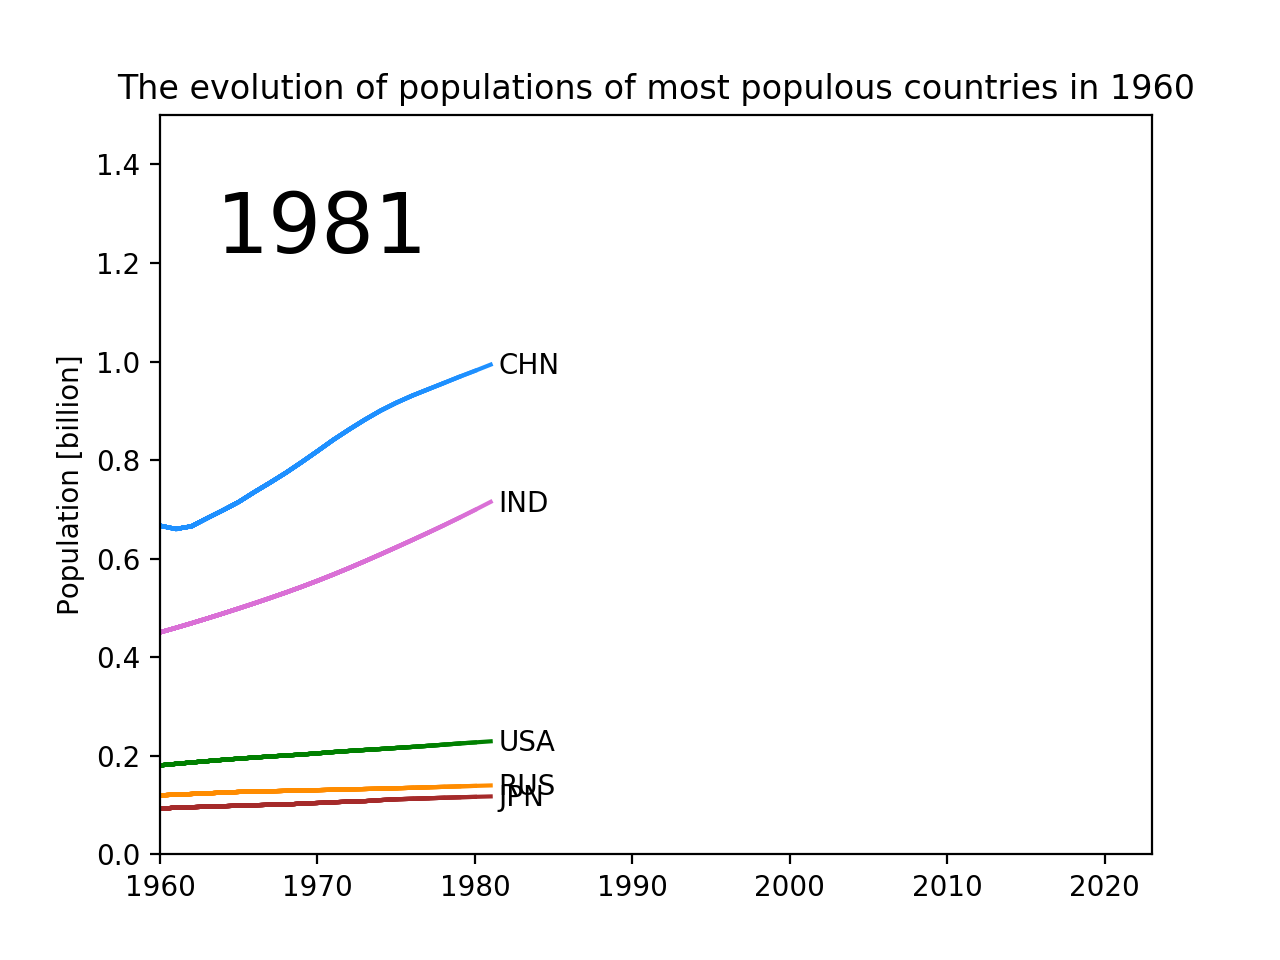 The evolution of populations of most populous countries in 1960
1981
Population [billion]
1.4
1.2
1.0
0.8
0.6
0.4
0.2
0.0
CHN
IND
USA
RUS
JPN
1960 1970 1980 1990 2000 2010 2020